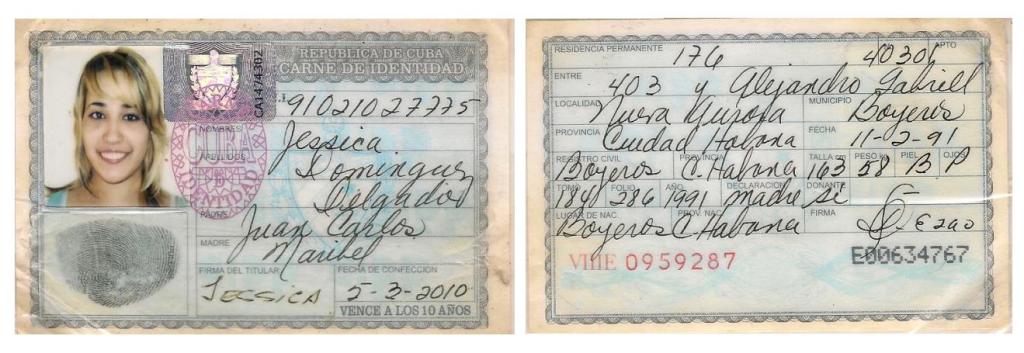 REPUBLICA DE CUBA
CARNE DE IDENTIDAD
CA1474302
91021027775
NOMBRES
Jessica
APELLIDOS
Dominguez
Delgado
CUBA
IDENTIDAD
PADRE
Juan Carlos
MADRE
Maribel
FIRMA DEL TITULAR
FECHA DE CONFECCION
JESSICA
5-3-2010
VENCE A LOS 10 AÑOS
RESIDENCIA PERMANENTE
APTO
176 40306
ENTRE
403 y Alejandro Gabriell
LOCALIDAD
MUNICIPIO
Nueva Boyeros
PROVINCIA
FECHA
Ciudad Habana 11-2-91
REGISTRO CIVIL PROVINCIA TALLA cm PESO kg PIEL OJOS
Boyeros C. Habana 163 58 B P
TOMO FOLIO AÑO DECLARACION DONANTE
184 286 1991 madre si
LUGAR DE NAC. PROV. NAC. FIRMA
Boyeros C. Habana
VIIIE 0959287
E00634767